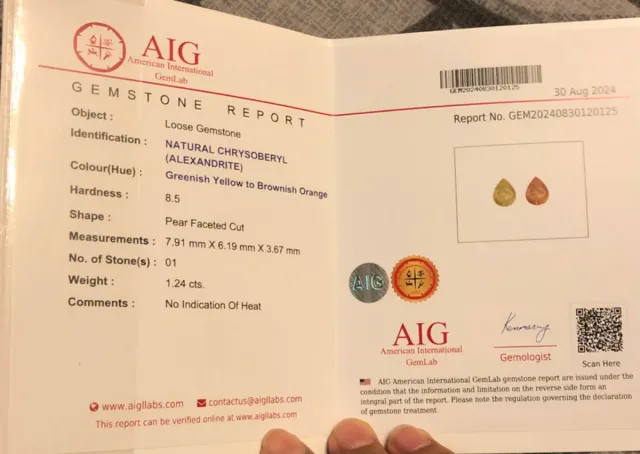 AIG
American International
GemLab
GEMSTONE REPORT
Object : Loose Gemstone
Identification : NATURAL CHRYSOBERYL
(ALEXANDRITE)
Colour(Hue) : Greenish Yellow to Brownish Orange
Hardness : 8.5
Shape : Pear Faceted Cut
Measurements : 7.91 mm X 6.19 mm X 3.67 mm
No. of Stone(s) : 01
Weight : 1.24 cts.
Comments : No Indication Of Heat
www.aigllabs.com contactus@aigllabs.com
This report can be verified online at www.aigllabs.com
GEM20240830120125
30 Aug 2024
Report No. GEM20240830120125
AIG
AIG
American International
GemLab
Gemologist
Scan Here
AIG American International GemLab gemstone report are issued under the
condition that the information and limitation on the reverse side form an
integral part of the report. Please note the regulation governing the declaration
of gemstone treatment